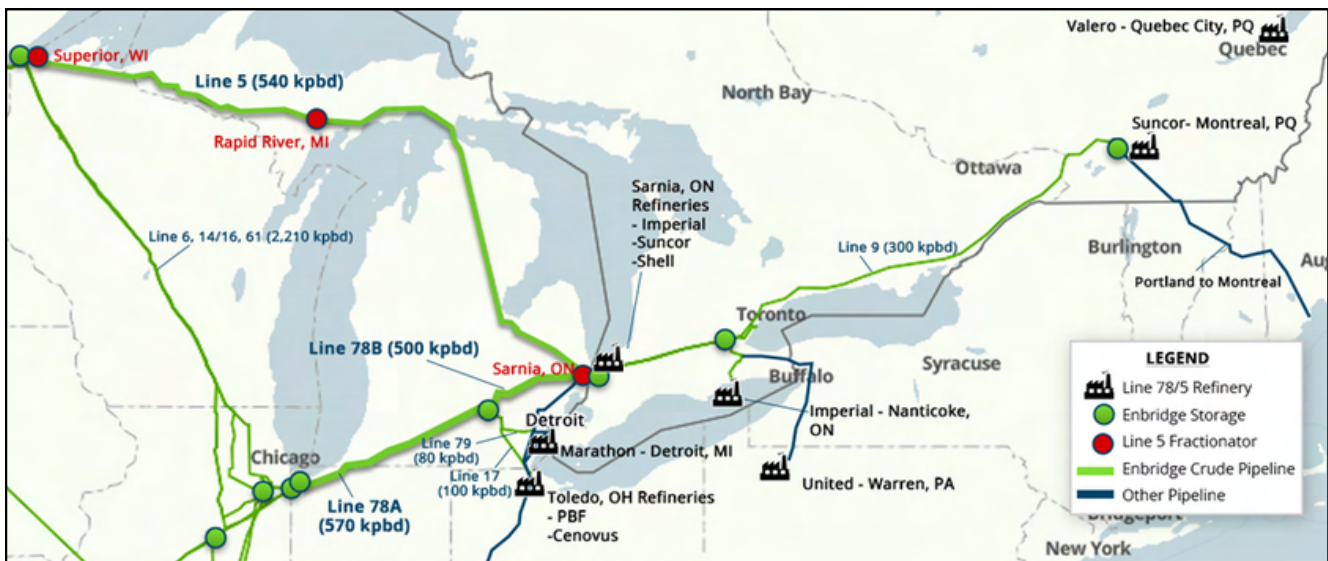 Valero - Quebec City, PQ
Quebec
Superior, WI
Line 5 (540 kpbd)
North Bay
Rapid River, MI
Suncor- Montreal, PQ
Ottawa
Sarnia, ON
Refineries
- Imperial
-Suncor
-Shell
Line 6, 14/16, 61 (2,210 kpbd)
Line 9 (300 kpbd)
Burlington
Aug
Portland to Montreal
Toronto
Line 78B (500 kpbd)
Sarnia, ON
Buffalo
Syracuse
Imperial - Nanticoke,
ON
Detroit
Line 79
(80 kpbd)
Marathon - Detroit, MI
Chicago
Line 17
(100 kpbd)
Line 78A
(570 kpbd)
Toledo, OH Refineries
- PBF
-Cenovus
United - Warren, PA
LEGEND
Line 78/5 Refinery
Enbridge Storage
Line 5 Fractionator
Enbridge Crude Pipeline
Other Pipeline
Bridgeport
New York